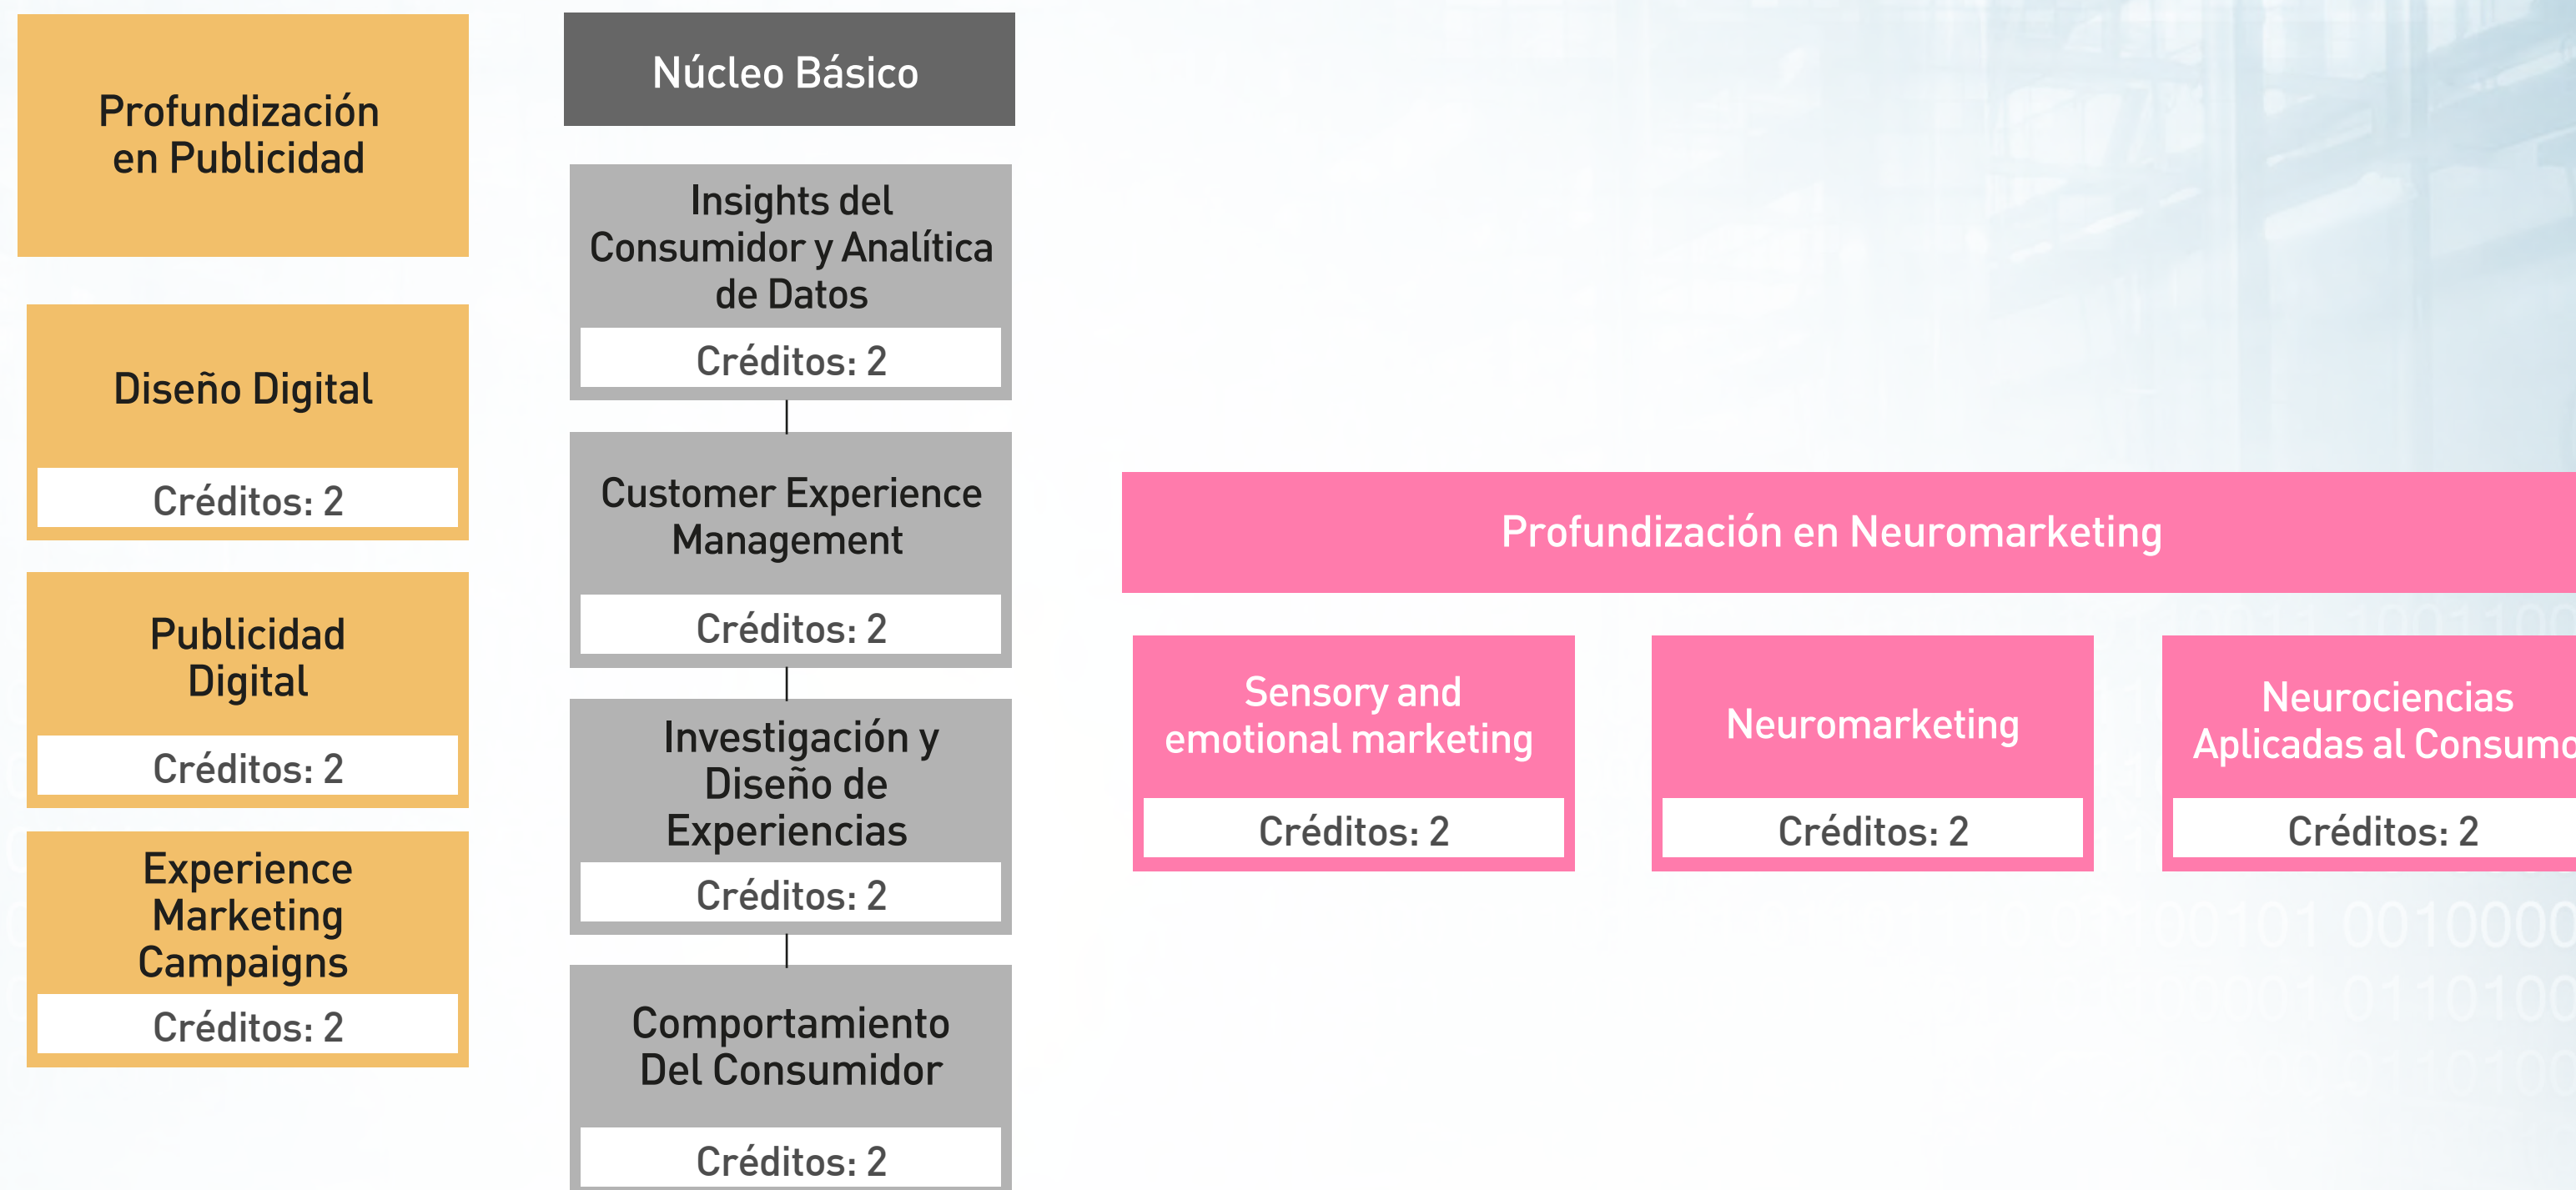 Profundización
en Publicidad
Diseño Digital
Créditos: 2
Publicidad
Digital
Créditos: 2
Experience
Marketing
Campaigns
Créditos: 2
Núcleo Básico
Insights del
Consumidor y Analítica
de Datos
Créditos: 2
Customer Experience
Management
Créditos: 2
Investigación y
Diseño de
Experiencias
Créditos: 2
Comportamiento
Del Consumidor
Créditos: 2
Profundización en Neuromarketing
Sensory and
emotional marketing
Créditos: 2
Neuromarketing
Créditos: 2
Neurociencias
Aplicadas al Consumo
Créditos: 2